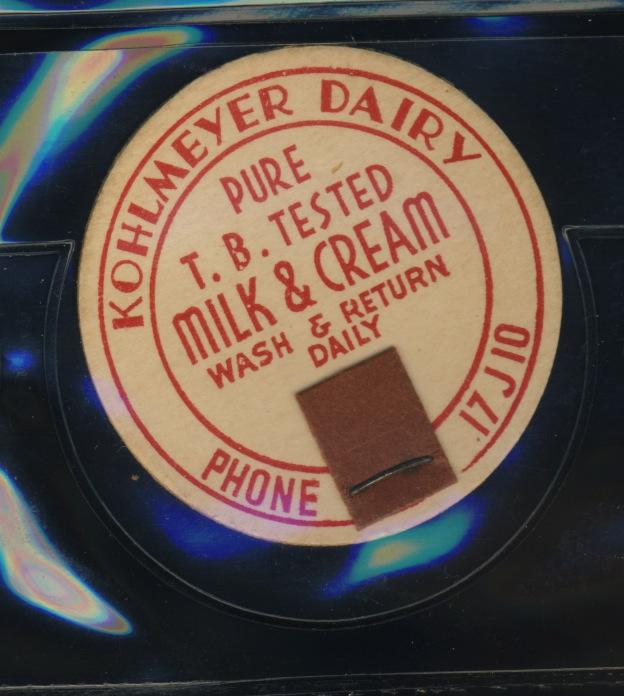 KOHLMEYER DAIRY
PURE
T. B. TESTED
MILK & CREAM
WASH & RETURN
DAILY
PHONE 17 J 10